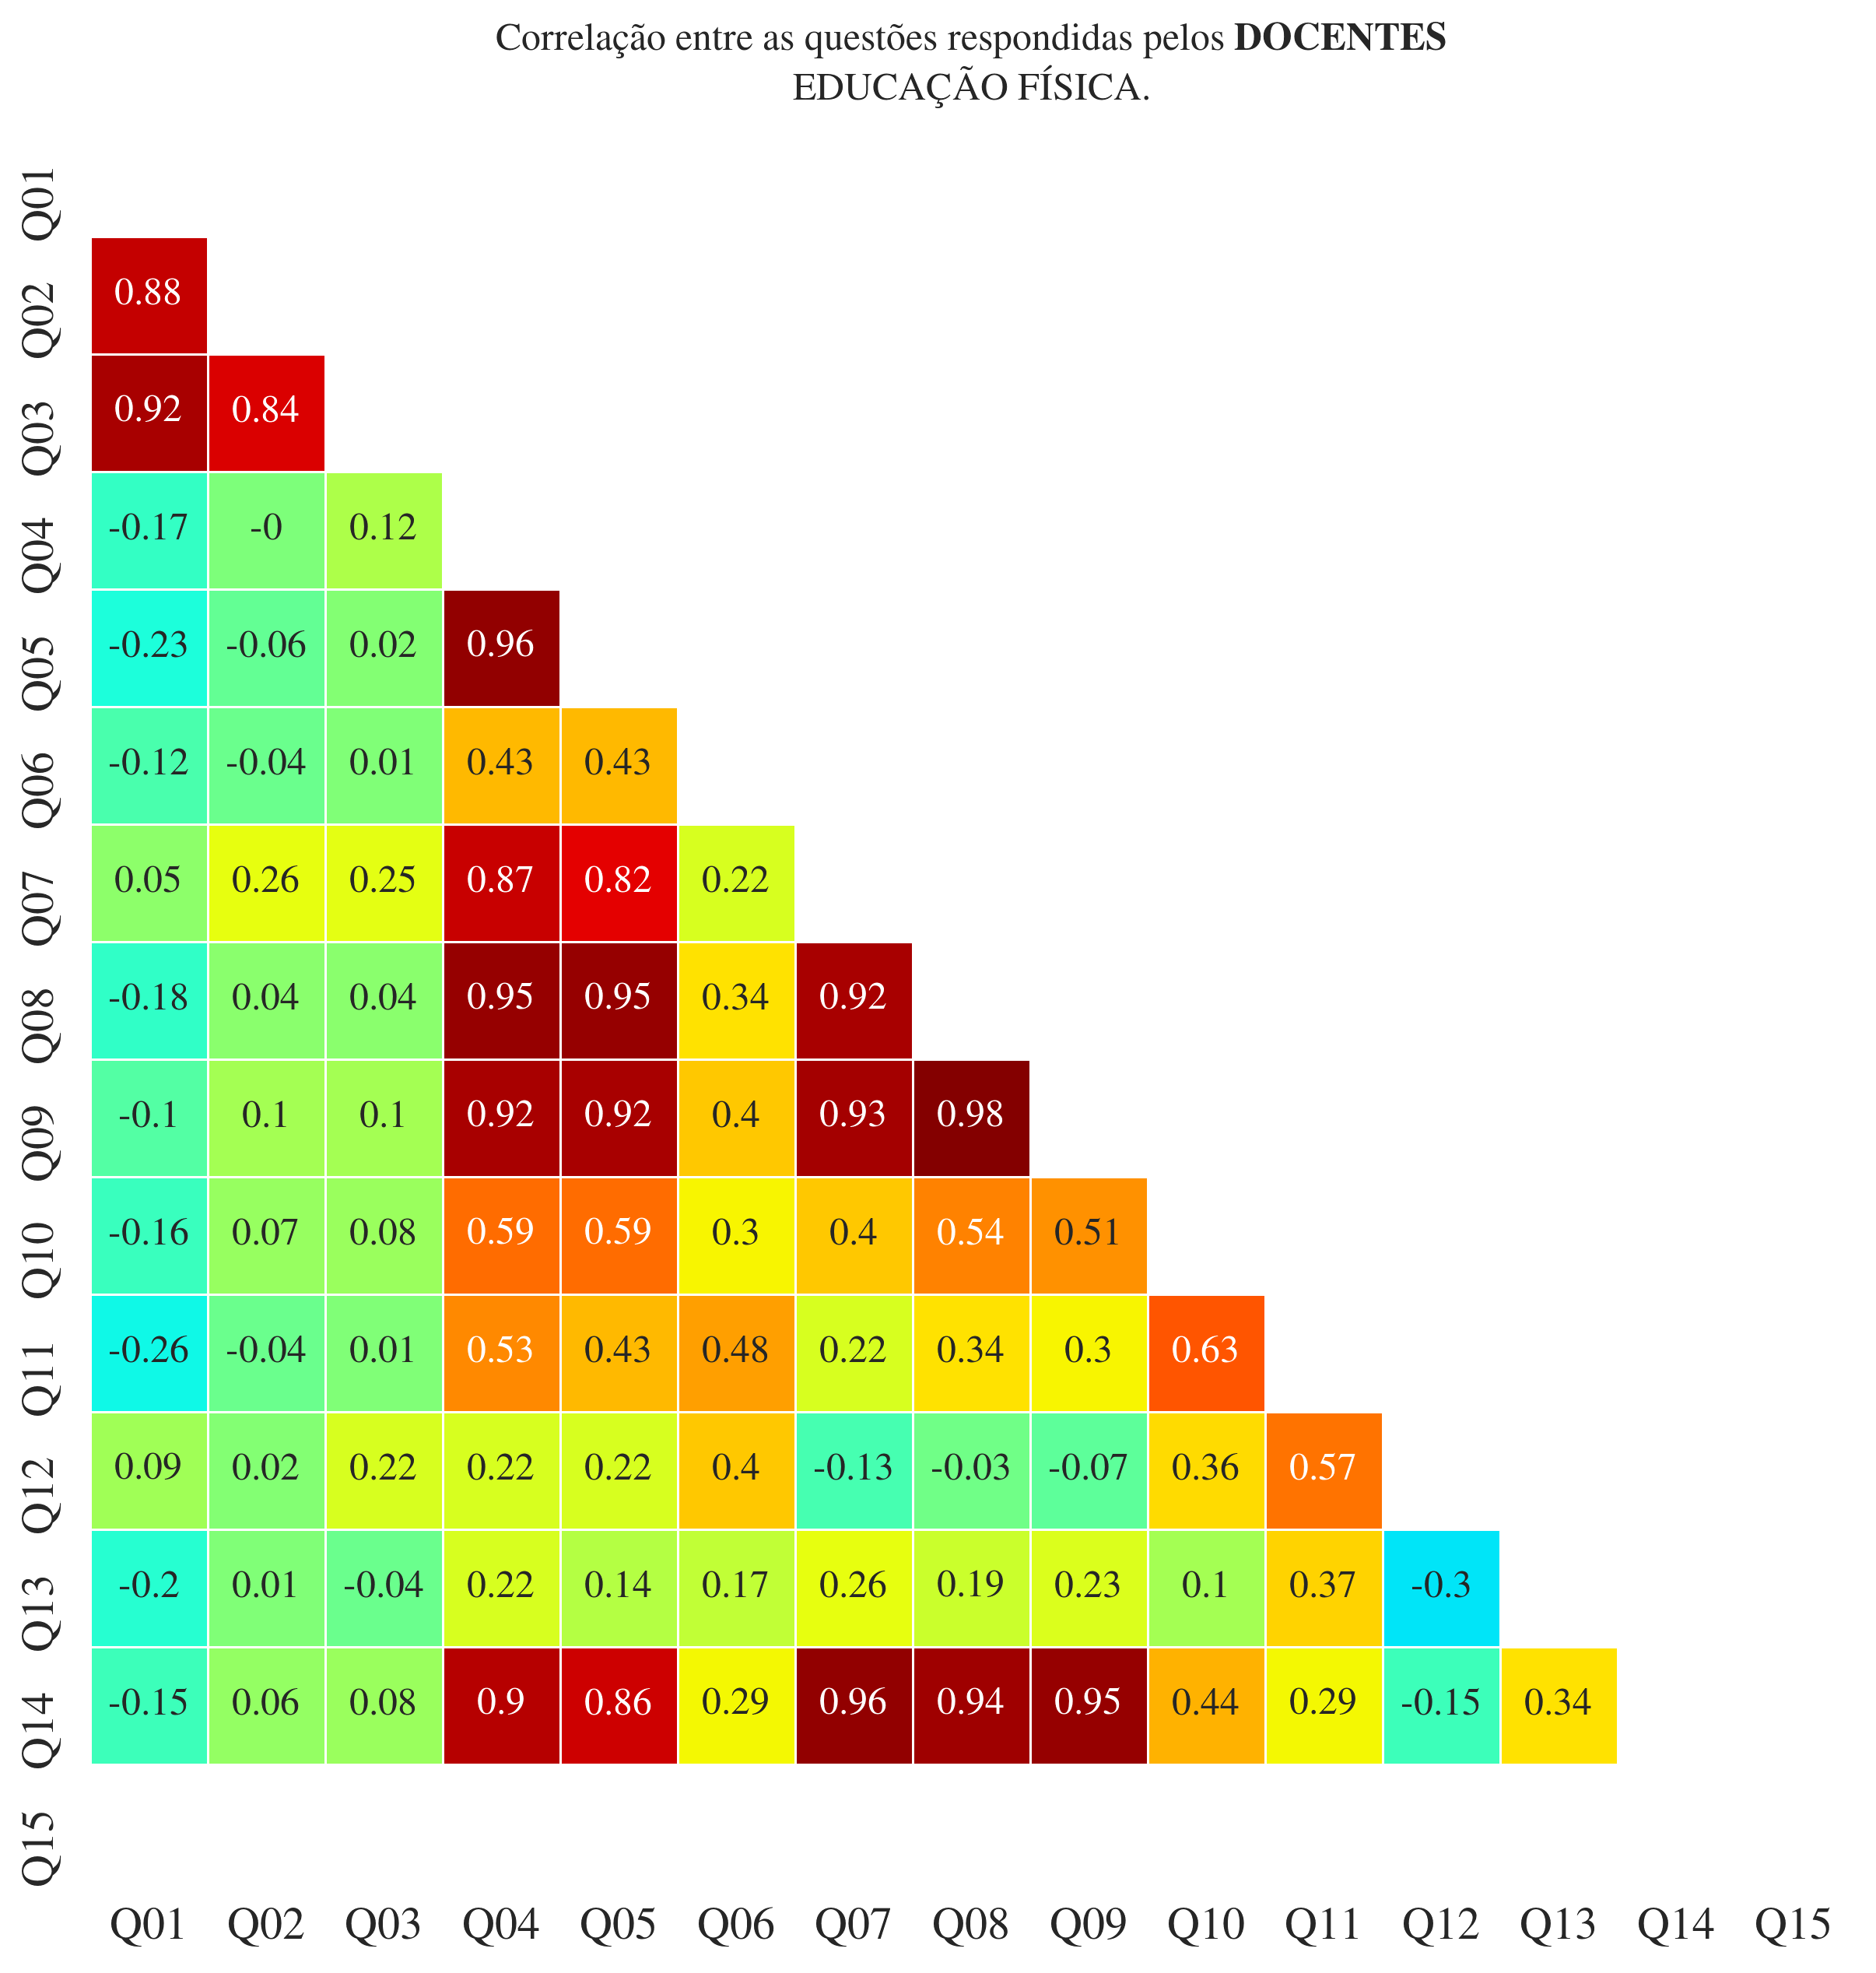 Correlação entre as questões respondidas pelos DOCENTES
EDUCAÇÃO FÍSICA.
Q01
Q02 0.88
Q03 0.92 0.84
Q04 -0.17 -0 0.12
Q05 -0.23 -0.06 0.02 0.96
Q06 -0.12 -0.04 0.01 0.43 0.43
Q07 0.05 0.26 0.25 0.87 0.82 0.22
Q08 -0.18 0.04 0.04 0.95 0.95 0.34 0.92
Q09 -0.1 0.1 0.1 0.92 0.92 0.4 0.93 0.98
Q10 -0.16 0.07 0.08 0.59 0.59 0.3 0.4 0.54 0.51
Q11 -0.26 -0.04 0.01 0.53 0.43 0.48 0.22 0.34 0.3 0.63
Q12 0.09 0.02 0.22 0.22 0.22 0.4 -0.13 -0.03 -0.07 0.36 0.57
Q13 -0.2 0.01 -0.04 0.22 0.14 0.17 0.26 0.19 0.23 0.1 0.37 -0.3
Q14 -0.15 0.06 0.08 0.9 0.86 0.29 0.96 0.94 0.95 0.44 0.29 -0.15 0.34
Q15
Q01 Q02 Q03 Q04 Q05 Q06 Q07 Q08 Q09 Q10 Q11 Q12 Q13 Q14 Q15